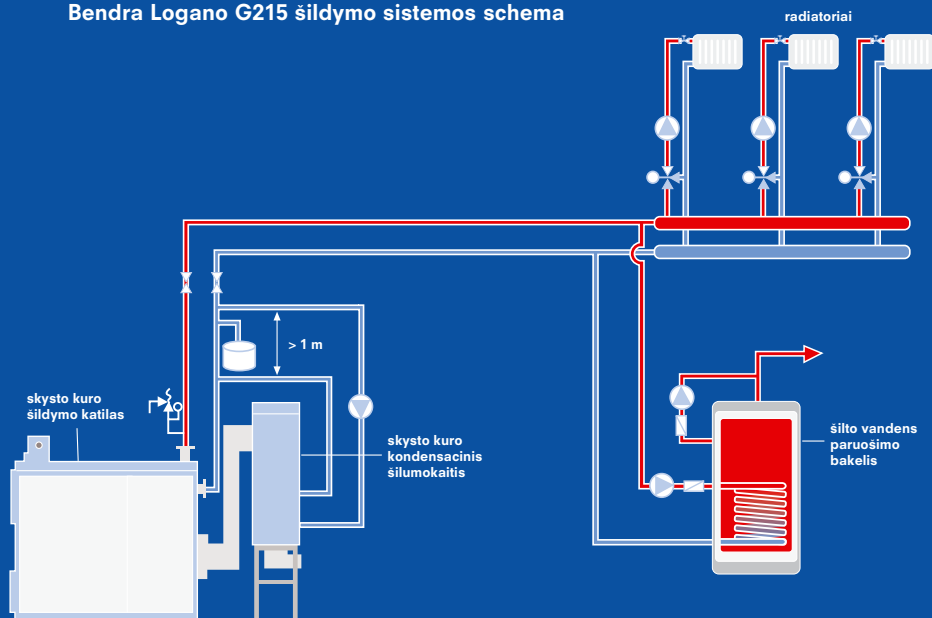 Bendra Logano G215 šildymo sistemos schema
radiatoriai
> 1 m
skysto kuro
šildymo katilas
skysto kuro
kondensacinis
šilumokaitis
šilto vandens
paruošimo
bakelis